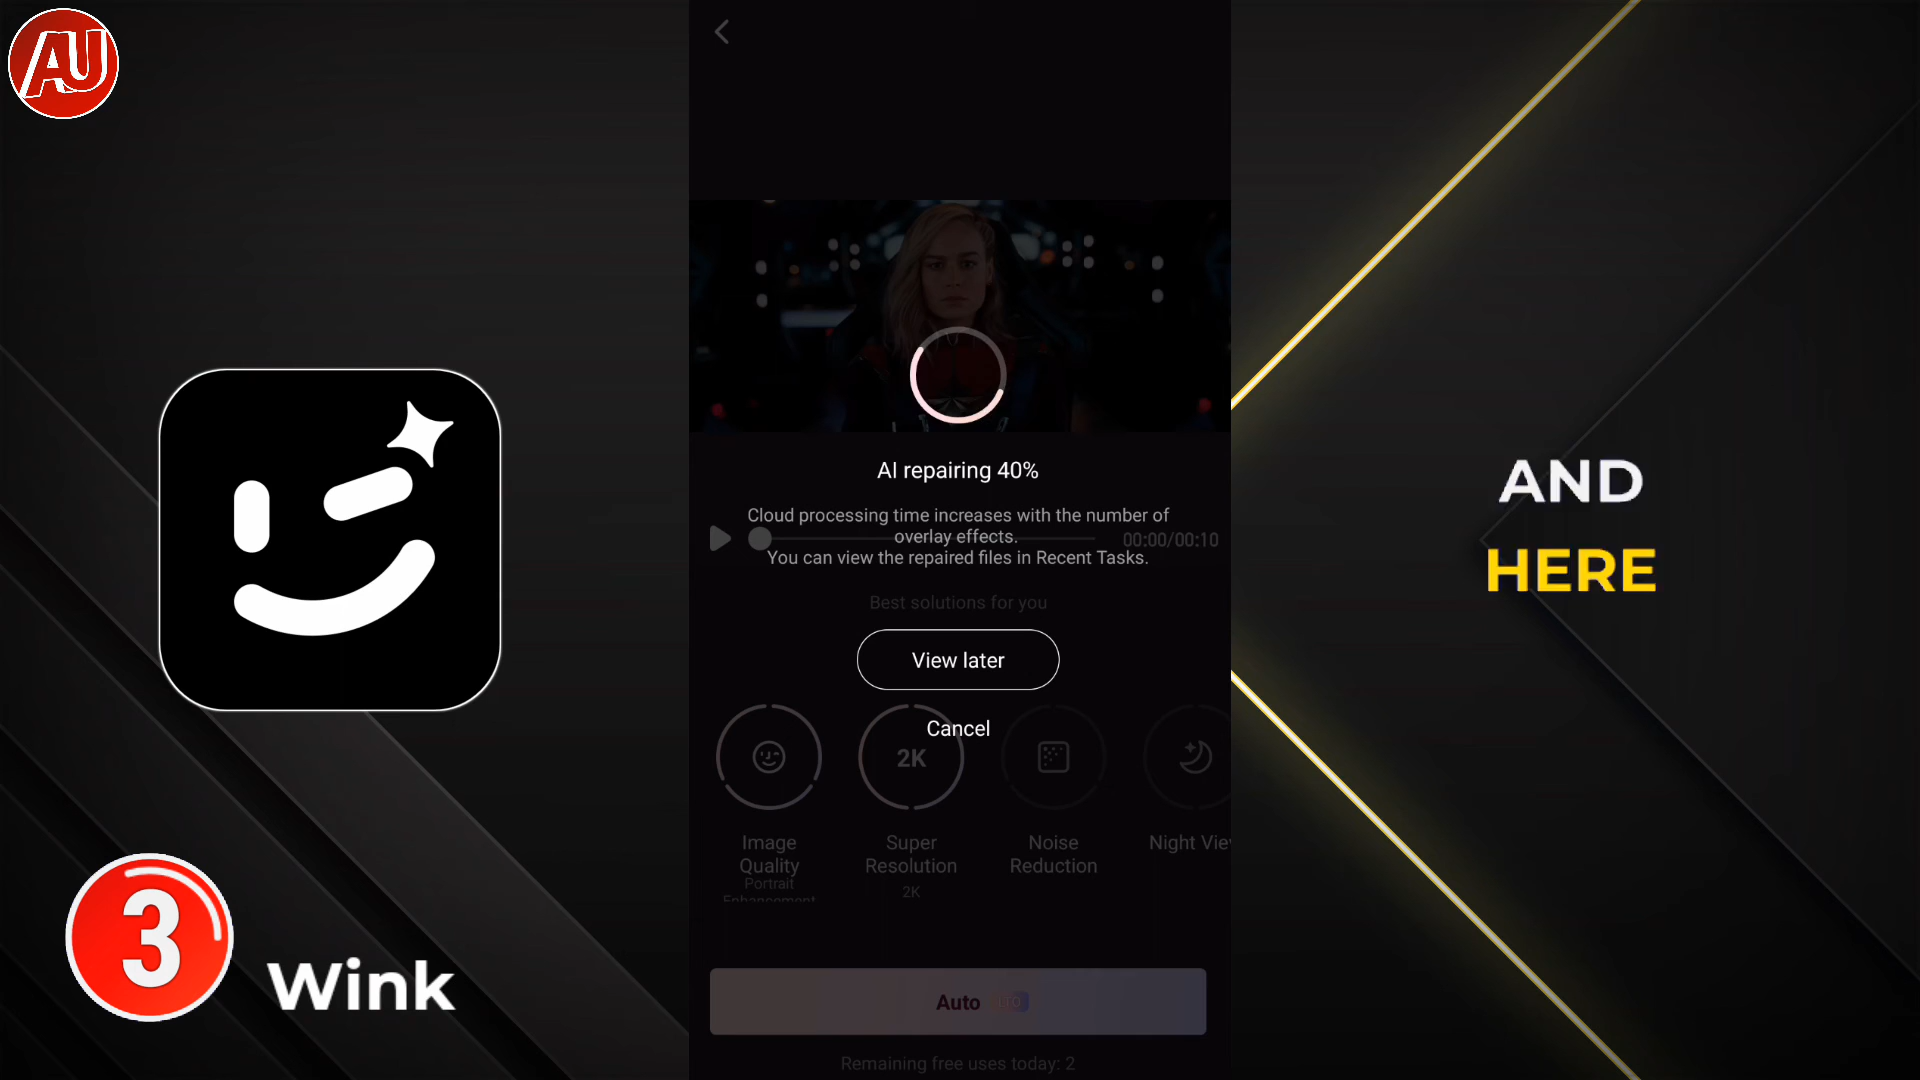 AU
AI repairing 40%
Cloud processing time increases with the number of
overlay effects.
00:00/00:10
You can view the repaired files in Recent Tasks.
Best solutions for you
View later
Cancel
2K
Image
Quality
Portrait
Enhancement
Super
Resolution
2K
Noise
Reduction
Night Vie
Auto
Remaining free uses today: 2
3
Wink
AND
HERE